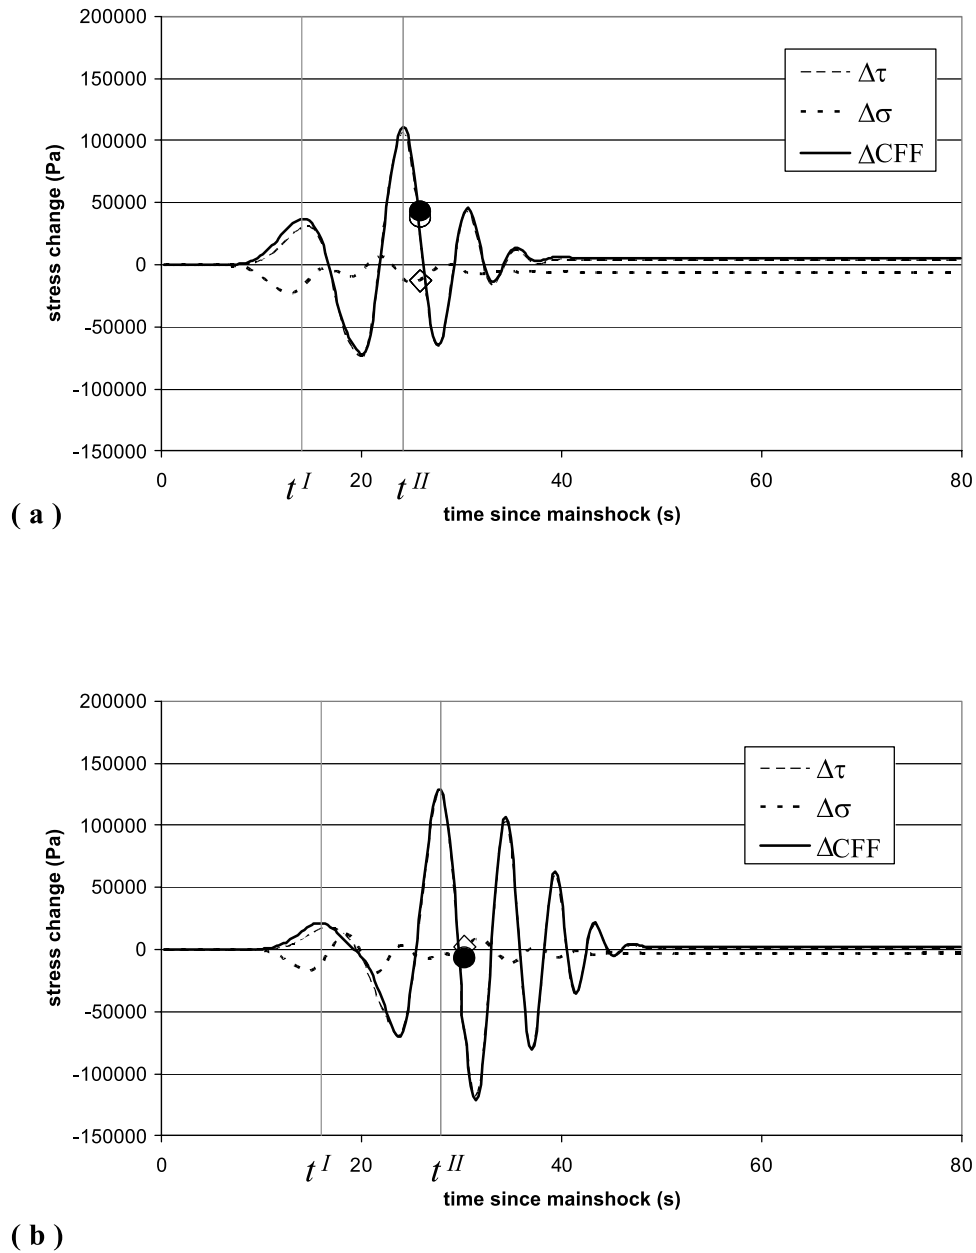 200000
150000
100000
50000
0
-50000
-100000
-150000
stress change (Pa)
Δτ
Δσ
ΔCFF
0 20 40 60 80
t I t II
time since mainshock (s)
( a )
200000
150000
100000
50000
0
-50000
-100000
-150000
stress change (Pa)
Δτ
Δσ
ΔCFF
0 20 40 60 80
t I t II
time since mainshock (s)
( b )